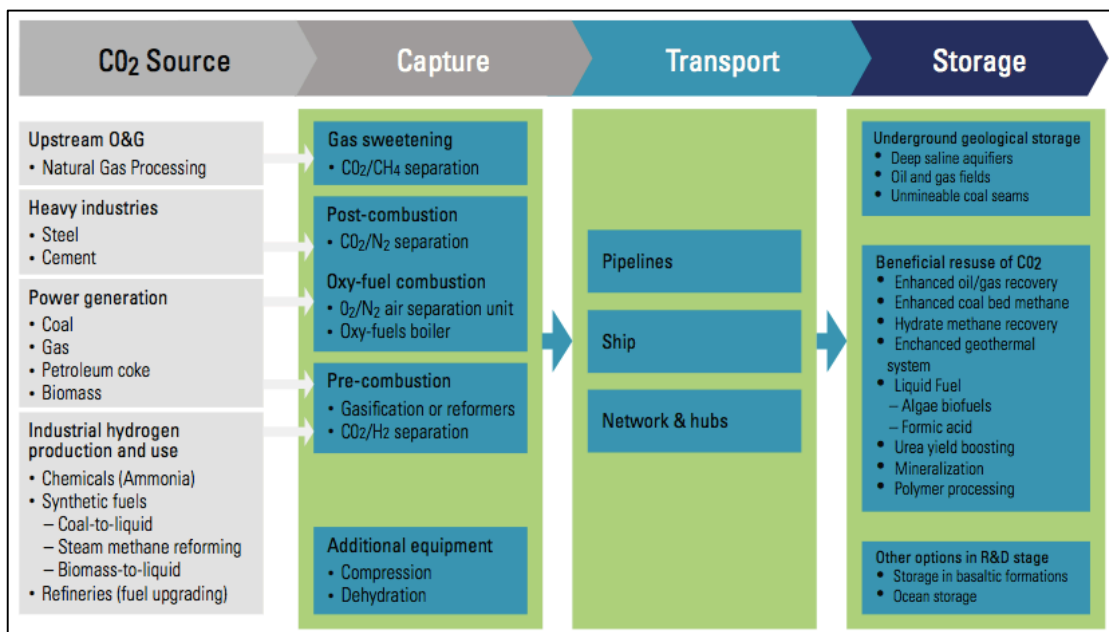 CO₂ Source
Capture
Transport
Storage
Upstream O&G
• Natural Gas Processing
Heavy industries
• Steel
• Cement
Power generation
• Coal
• Gas
• Petroleum coke
• Biomass
Industrial hydrogen
production and use
• Chemicals (Ammonia)
• Synthetic fuels
– Coal-to-liquid
– Steam methane reforming
– Biomass-to-liquid
• Refineries (fuel upgrading)
Gas sweetening
• CO₂/CH₄ separation
Post-combustion
• CO₂/N₂ separation
Oxy-fuel combustion
• O₂/N₂ air separation unit
• Oxy-fuels boiler
Pre-combustion
• Gasification or reformers
• CO₂/H₂ separation
Additional equipment
• Compression
• Dehydration
Pipelines
Ship
Network & hubs
Underground geological storage
• Deep saline aquifiers
• Oil and gas fields
• Unmineable coal seams
Beneficial resuse of CO₂
• Enhanced oil/gas recovery
• Enhanced coal bed methane
• Hydrate methane recovery
• Enchanced geothermal
system
• Liquid Fuel
– Algae biofuels
– Formic acid
• Urea yield boosting
• Mineralization
• Polymer processing
Other options in R&D stage
• Storage in basaltic formations
• Ocean storage